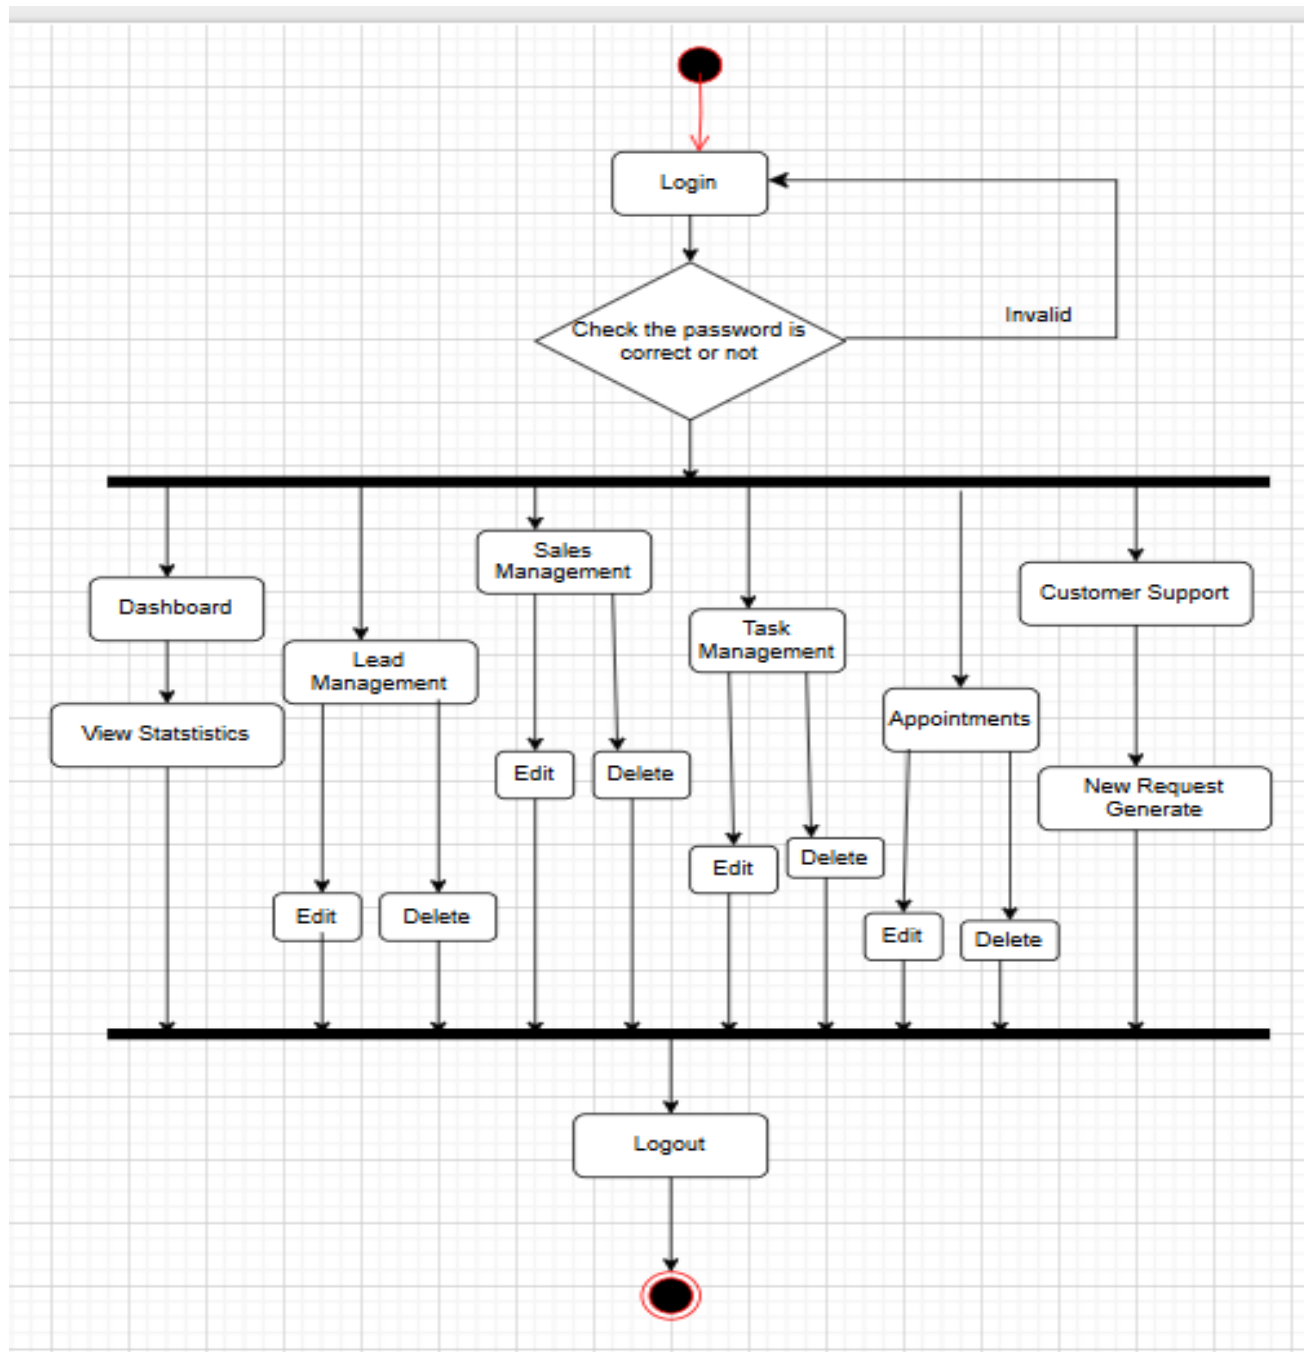 Login
Check the password is
correct or not
Invalid
Dashboard
View Statstistics
Lead
Management
Edit
Delete
Sales
Management
Edit
Delete
Task
Management
Edit
Delete
Appointments
Edit
Delete
Customer Support
New Request
Generate
Logout